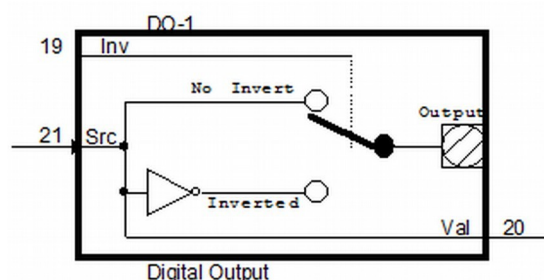 DO-1
19 Inv
No Invert
Output
21 Src
Inverted
Val 20
Digital Output